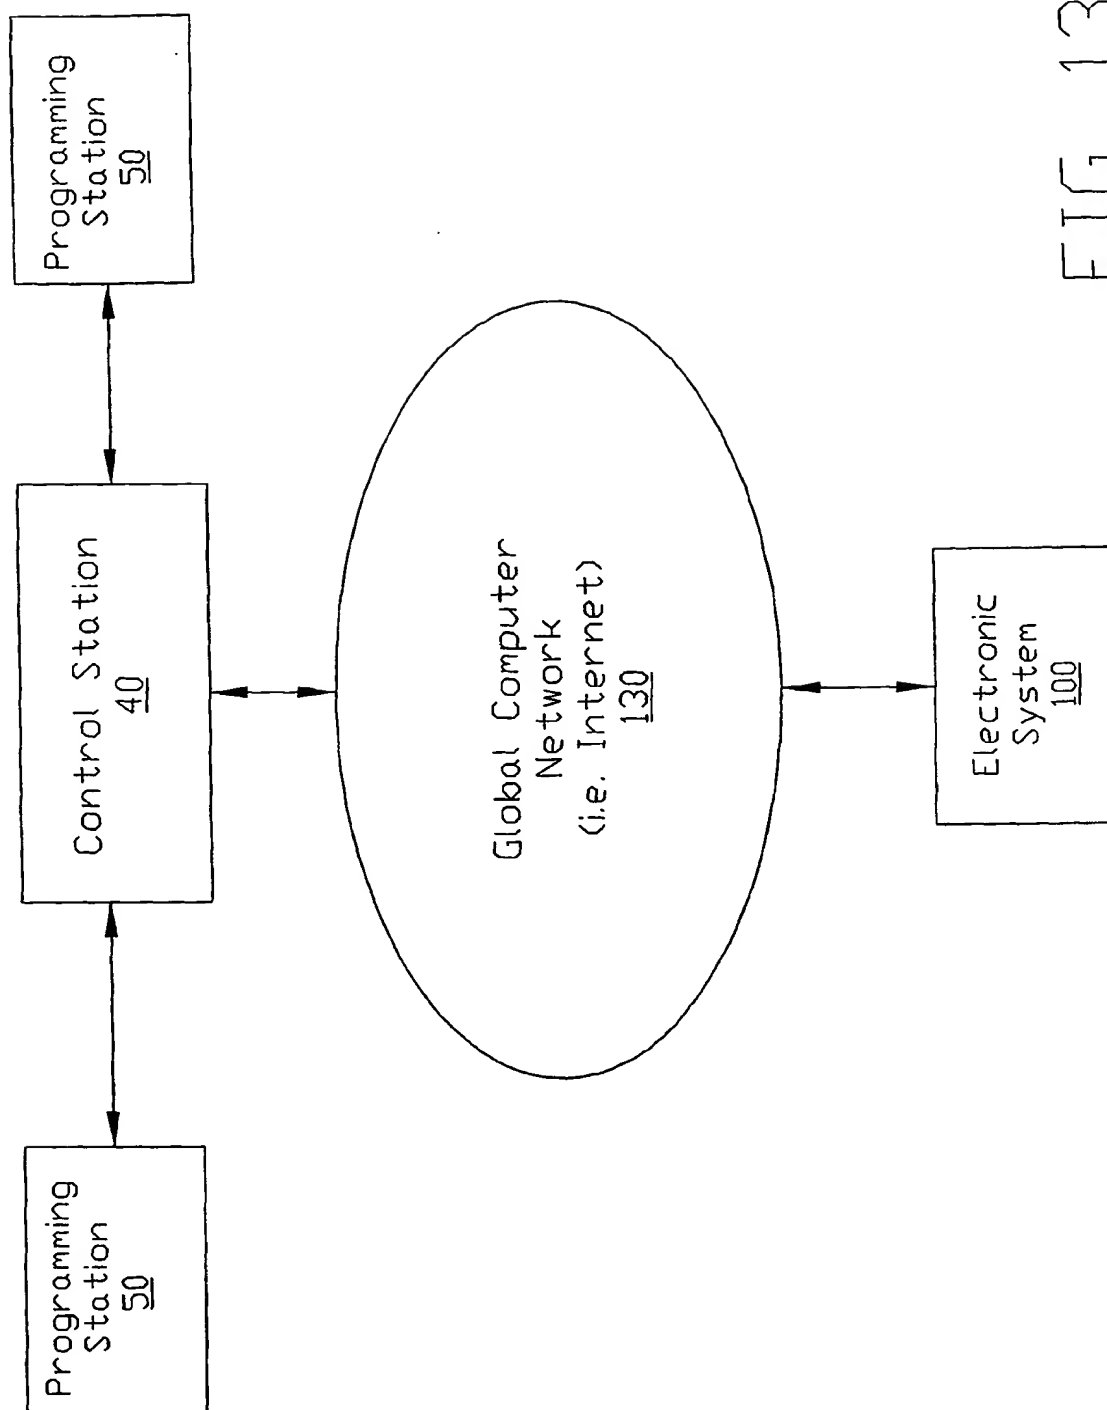 Programming
Station
50
Control Station
40
Programming
Station
50
Global Computer
Network
(i.e. Internet)
130
Electronic
System
100
FIG 13